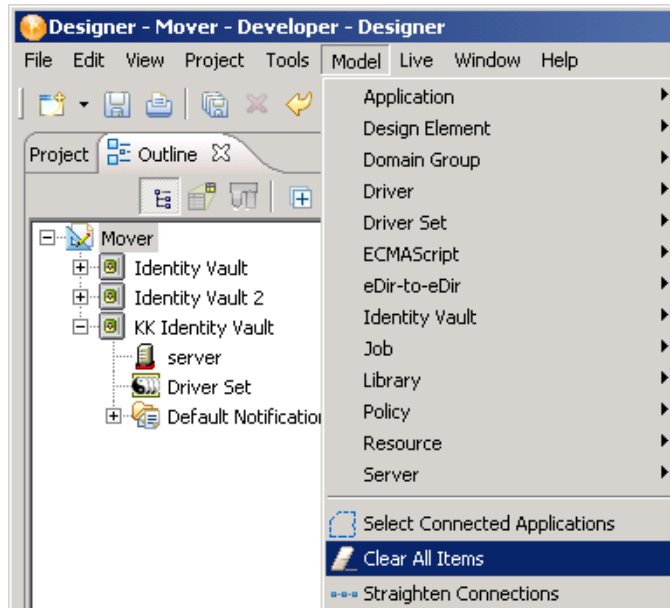 Designer - Mover - Developer - Designer
File Edit View Project Tools Model Live Window Help
Project Outline
Mover
Identity Vault
Identity Vault 2
KK Identity Vault
server
Driver Set
Default Notification
Application
Design Element
Domain Group
Driver
Driver Set
ECMAScript
eDir-to-eDir
Identity Vault
Job
Library
Policy
Resource
Server
Select Connected Applications
Clear All Items
Straighten Connections